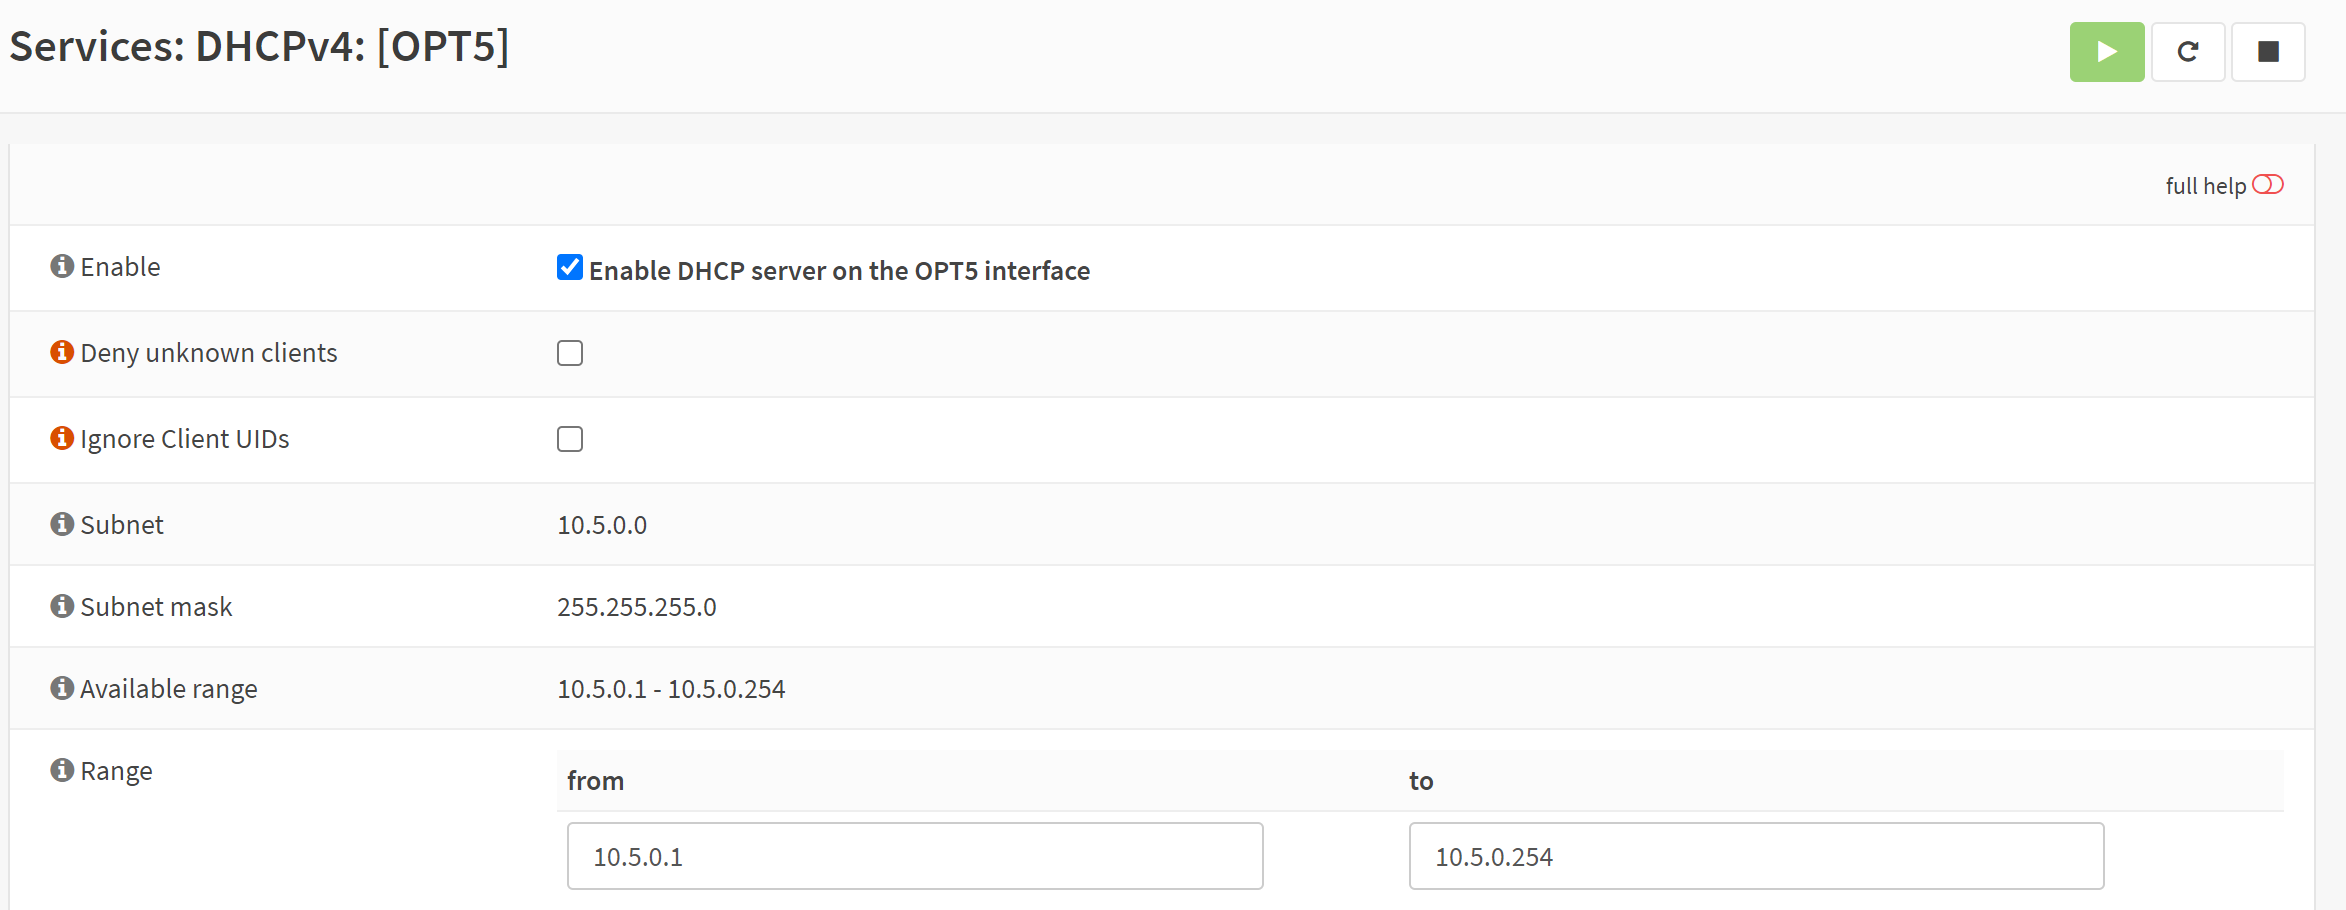 Services: DHCPv4: [OPT5]
full help
Enable
Enable DHCP server on the OPT5 interface
Deny unknown clients
Ignore Client UIDs
Subnet
10.5.0.0
Subnet mask
255.255.255.0
Available range
10.5.0.1 - 10.5.0.254
Range
from
to
10.5.0.1
10.5.0.254